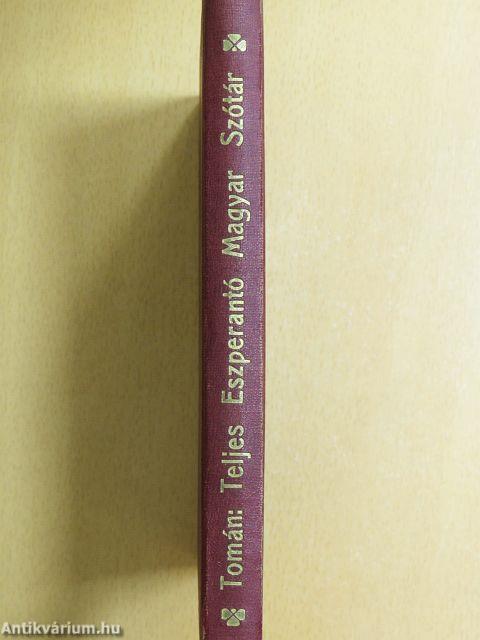 Tomán: Teljes Eszperantó Magyar Szótár
Antikvárium.hu